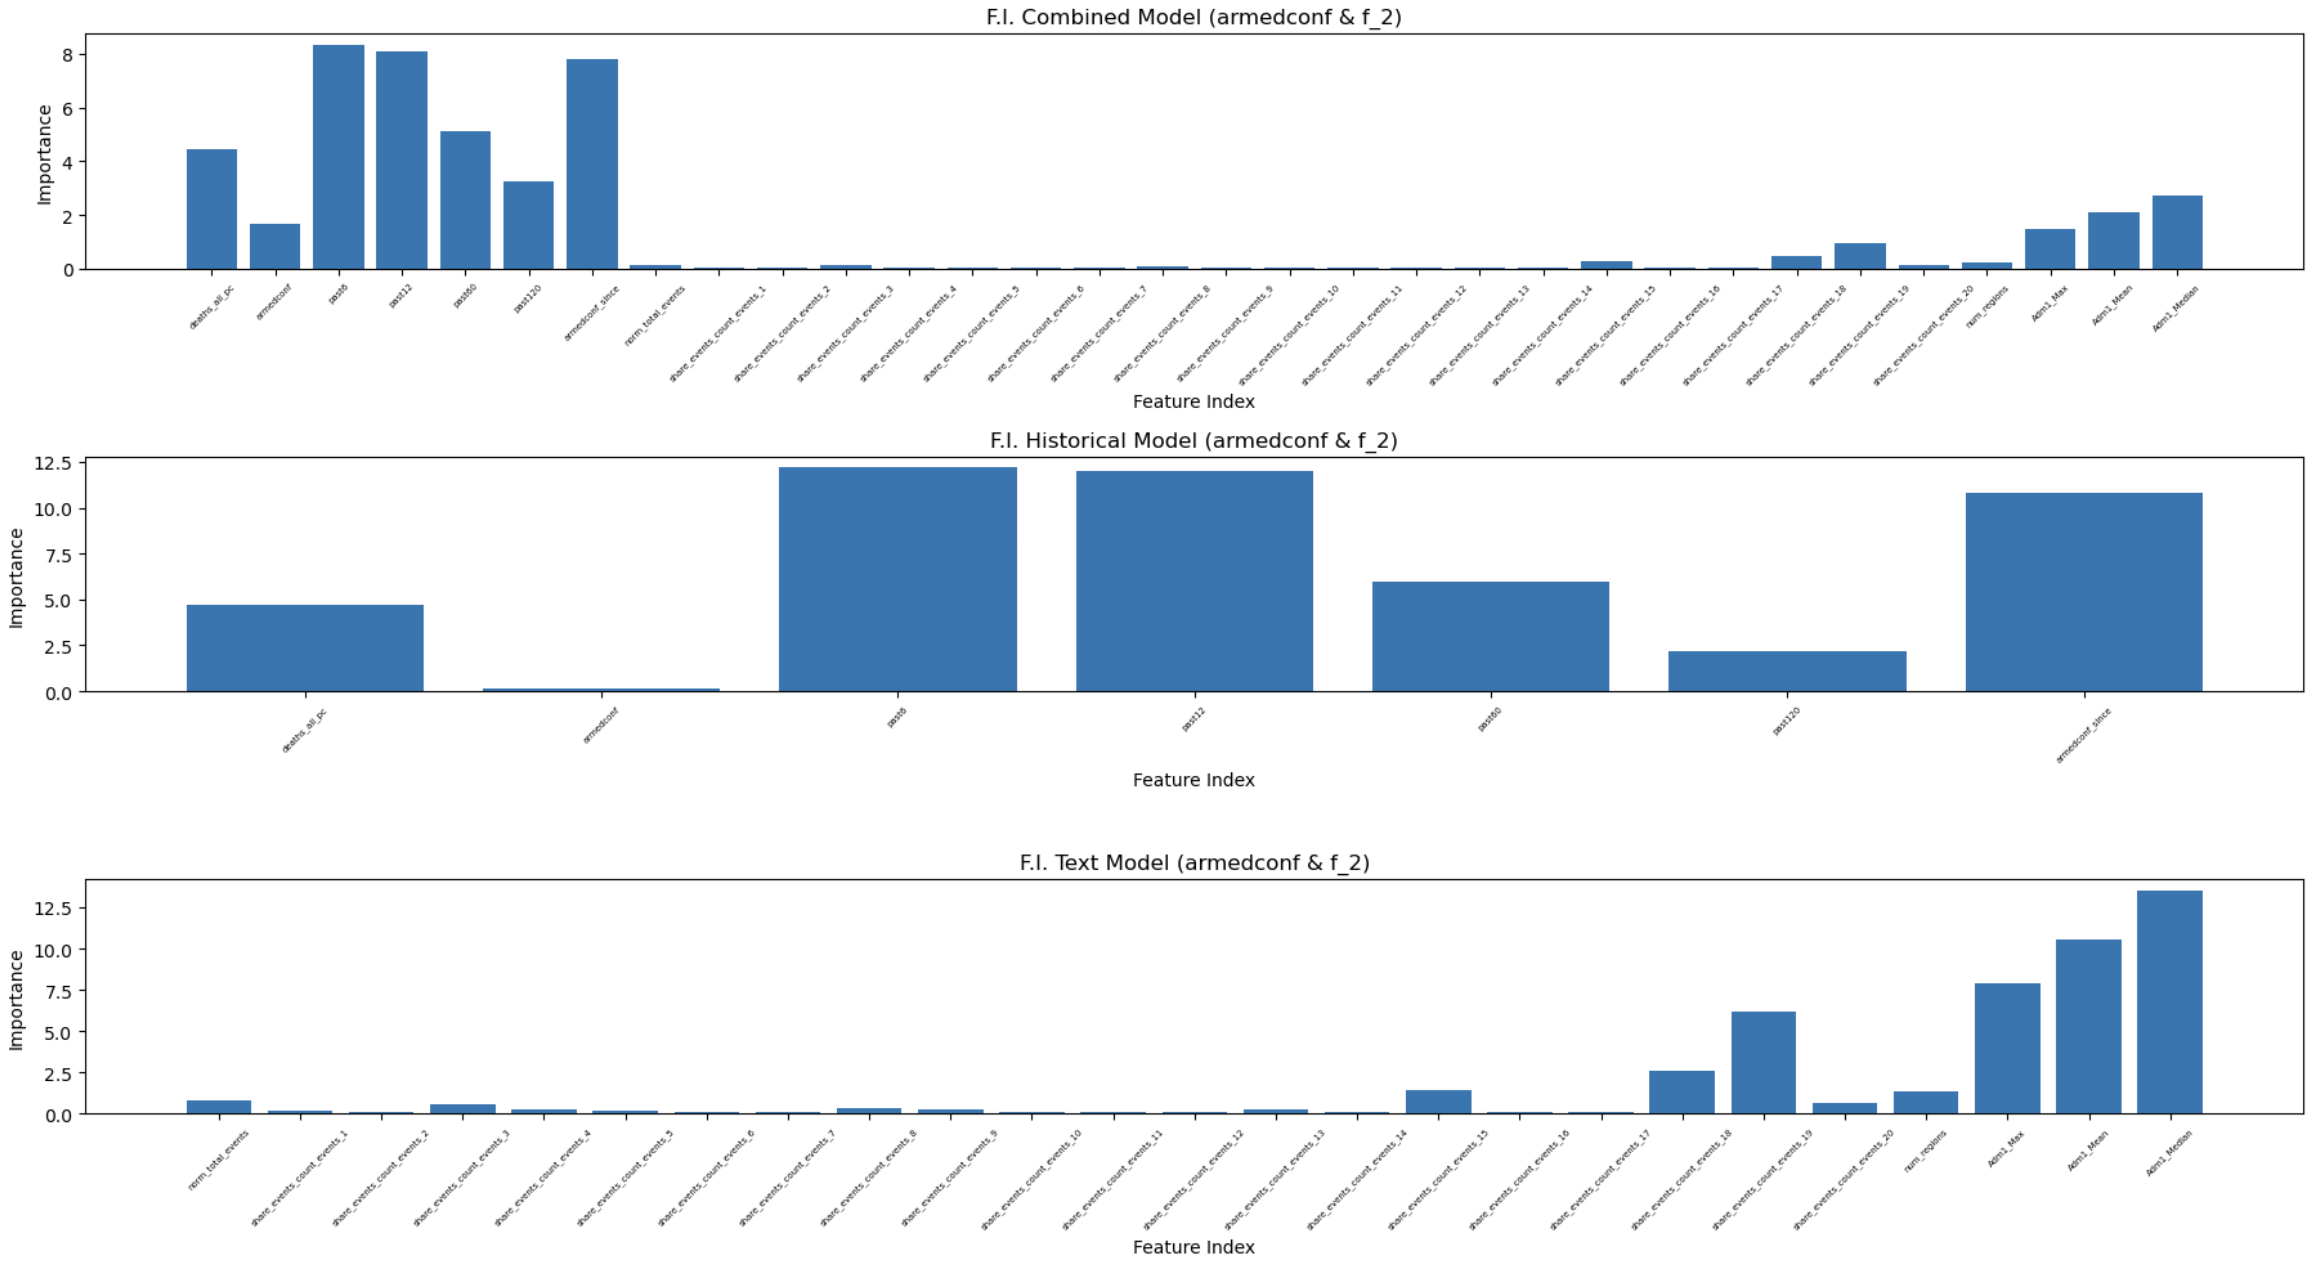 F.I. Combined Model (armedconf & f_2)
Importance
8
6
4
2
0
deaths_all_pc
armedconf
past6
past12
past60
past120
armedconf_since
norm_total_events
share_events_count_events_1
share_events_count_events_2
share_events_count_events_3
share_events_count_events_4
share_events_count_events_5
share_events_count_events_6
share_events_count_events_7
share_events_count_events_8
share_events_count_events_9
share_events_count_events_10
share_events_count_events_11
share_events_count_events_12
share_events_count_events_13
share_events_count_events_14
share_events_count_events_15
share_events_count_events_16
share_events_count_events_17
share_events_count_events_18
share_events_count_events_19
share_events_count_events_20
num_regions
Adm1_Max
Adm1_Mean
Adm1_Median
Feature Index
F.I. Historical Model (armedconf & f_2)
Importance
12.5
10.0
7.5
5.0
2.5
0.0
deaths_all_pc
armedconf
past6
past12
past60
past120
armedconf_since
Feature Index
F.I. Text Model (armedconf & f_2)
Importance
12.5
10.0
7.5
5.0
2.5
0.0
norm_total_events
share_events_count_events_1
share_events_count_events_2
share_events_count_events_3
share_events_count_events_4
share_events_count_events_5
share_events_count_events_6
share_events_count_events_7
share_events_count_events_8
share_events_count_events_9
share_events_count_events_10
share_events_count_events_11
share_events_count_events_12
share_events_count_events_13
share_events_count_events_14
share_events_count_events_15
share_events_count_events_16
share_events_count_events_17
share_events_count_events_18
share_events_count_events_19
share_events_count_events_20
num_regions
Adm1_Max
Adm1_Mean
Adm1_Median
Feature Index